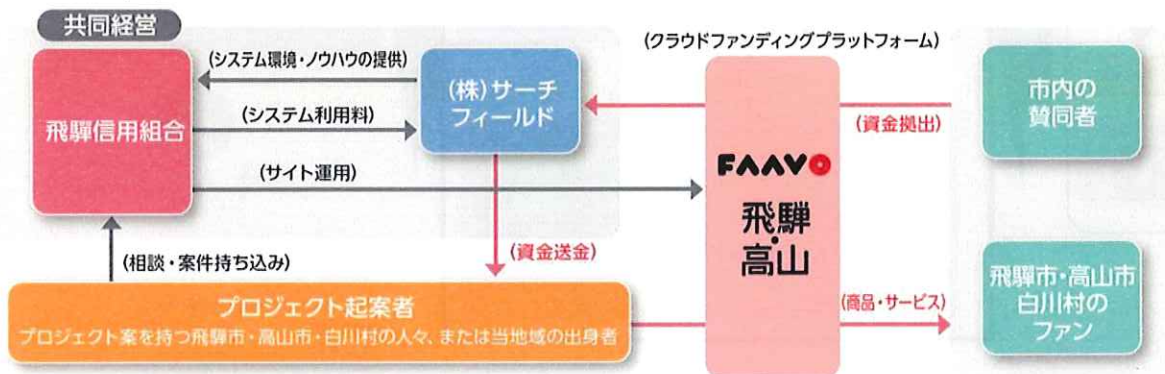 共同経営
飛騨信用組合
(システム環境・ノウハウの提供)
(システム利用料)
(サイト運用)
(株)サーチ
フィールド
(クラウドファンディングプラットフォーム)
FAAVO
飛騨
・
高山
(資金拠出)
市内の
賛同者
(相談・案件持ち込み)
(資金送金)
プロジェクト起案者
プロジェクト案を持つ飛騨市・高山市・白川村の人々、または当地域の出身者
(商品・サービス)
飛騨市・高山市
白川村の
ファン